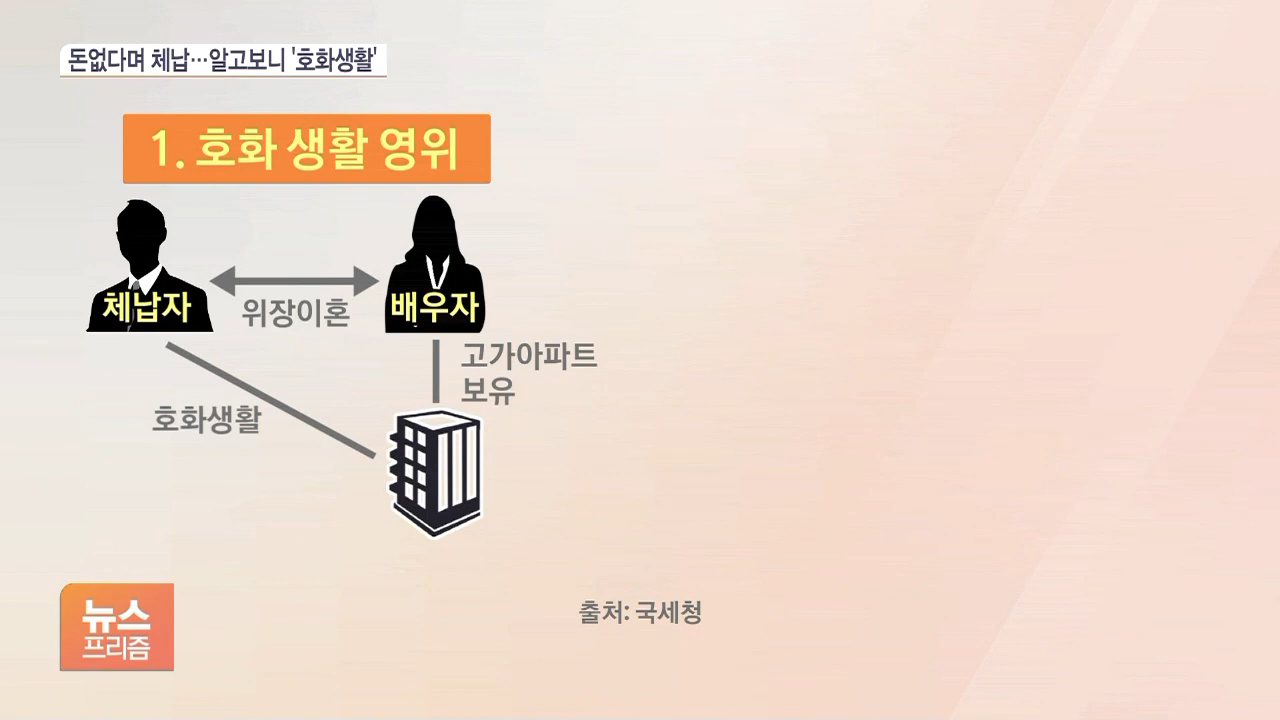 돈없다며 체납…알고보니 '호화생활'
1. 호화 생활 영위
체납자
위장이혼
배우자
고가아파트
보유
호화생활
출처: 국세청
뉴스
프리즘